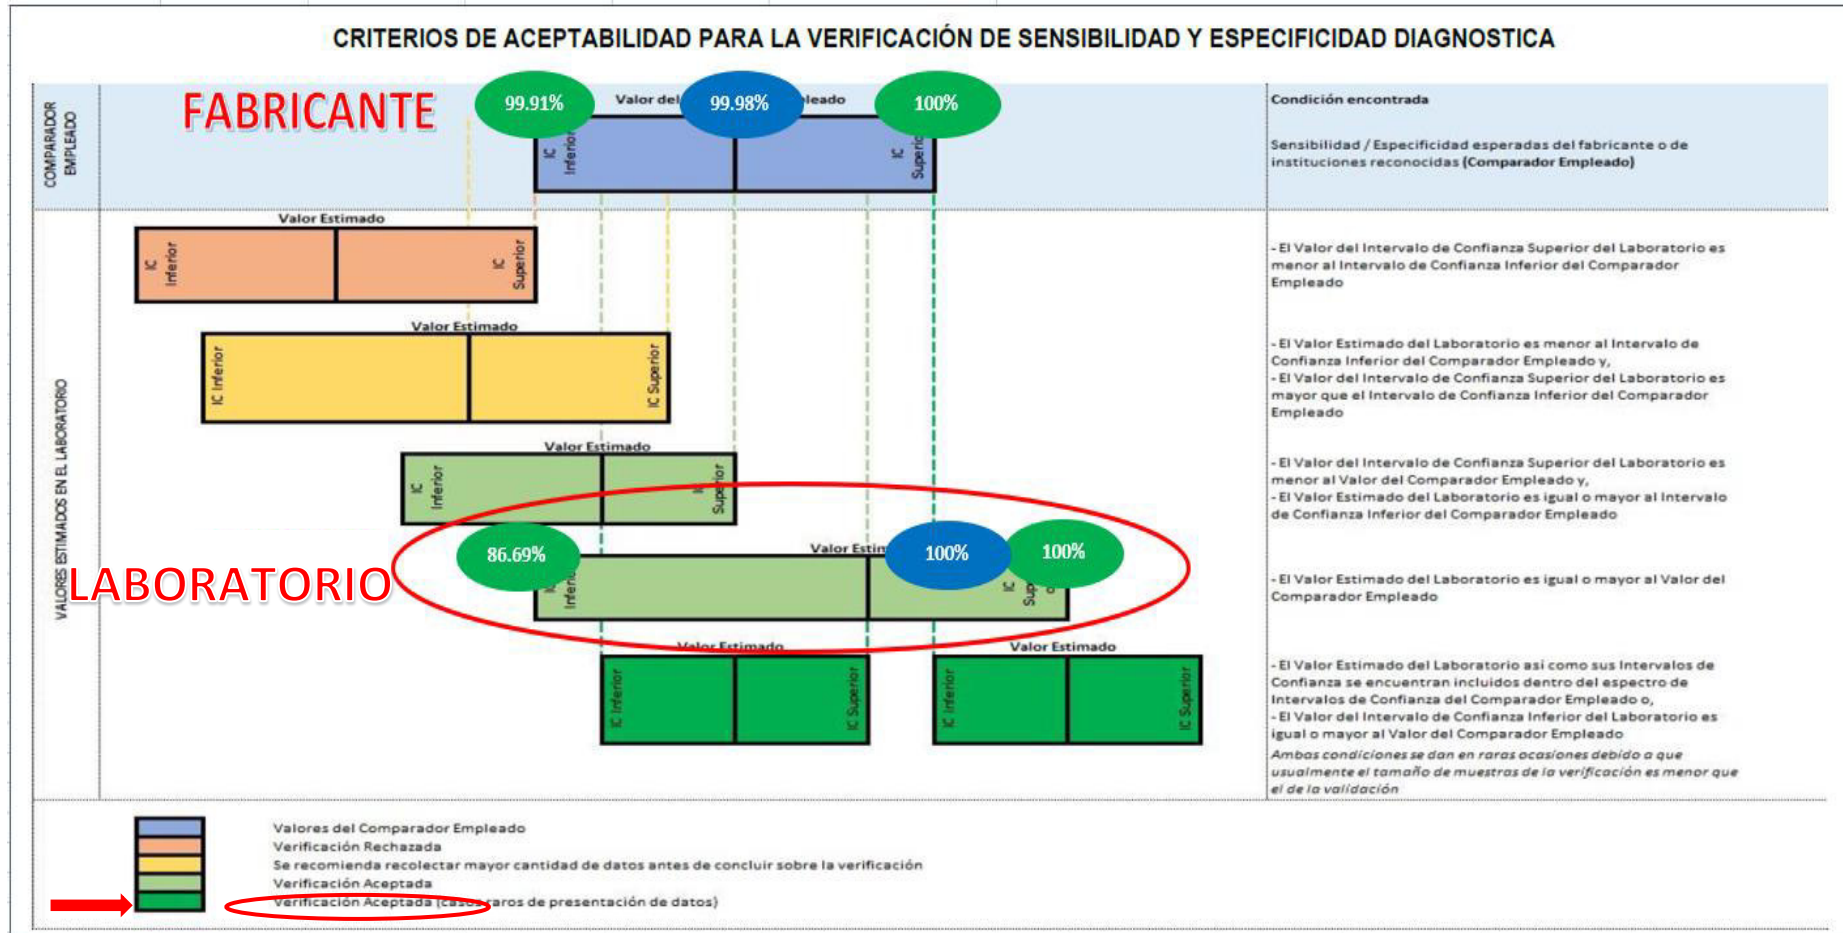 CRITERIOS DE ACEPTABILIDAD PARA LA VERIFICACIÓN DE SENSIBILIDAD Y ESPECIFICIDAD DIAGNOSTICA
COMPARADOR
EMPLEADO
FABRICANTE
99.91%
Valor del
99.98%
leado
100%
IC
Inferior
IC
Superio
Condición encontrada
Sensibilidad / Especificidad esperadas del fabricante o de
instituciones reconocidas (Comparador Empleado)
VALORES ESTIMADOS EN EL LABORATORIO
Valor Estimado
IC
Inferior
IC
Superior
- El Valor del Intervalo de Confianza Superior del Laboratorio es
menor al Intervalo de Confianza Inferior del Comparador
Empleado
Valor Estimado
IC Inferior
IC Superior
- El Valor Estimado del Laboratorio es menor al Intervalo de
Confianza Inferior del Comparador Empleado y,
- El Valor del Intervalo de Confianza Superior del Laboratorio es
mayor que el Intervalo de Confianza Inferior del Comparador
Empleado
Valor Estimado
IC
Inferior
IC
Superior
- El Valor del Intervalo de Confianza Superior del Laboratorio es
menor al Valor del Comparador Empleado y,
- El Valor Estimado del Laboratorio es igual o mayor al Intervalo
de Confianza Inferior del Comparador Empleado
LABORATORIO
86.69%
Valor Estim
100%
100%
Inferi
IC
Sup
- El Valor Estimado del Laboratorio es igual o mayor al Valor del
Comparador Empleado
Valor Estimado
IC Inferior
IC Superior
Valor Estimado
IC Inferior
IC Superior
- El Valor Estimado del Laboratorio así como sus Intervalos de
Confianza se encuentran incluidos dentro del espectro de
Intervalos de Confianza del Comparador Empleado o,
- El Valor del Intervalo de Confianza Inferior del Laboratorio es
igual o mayor al Valor del Comparador Empleado
Ambas condiciones se dan en raras ocasiones debido a que
usualmente el tamaño de muestras de la verificación es menor que
el de la validación
Valores del Comparador Empleado
Verificación Rechazada
Se recomienda recolectar mayor cantidad de datos antes de concluir sobre la verificación
Verificación Aceptada
Verificación Aceptada (casos raros de presentación de datos)